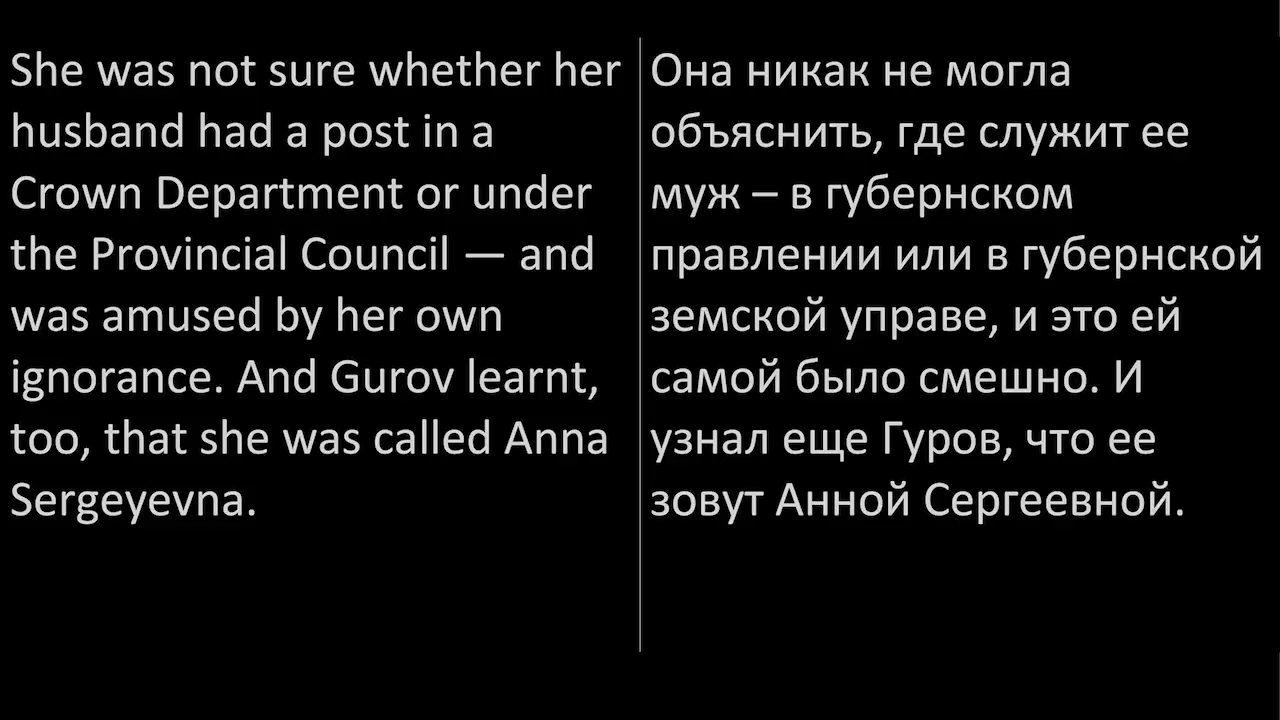 She was not sure whether her
husband had a post in a
Crown Department or under
the Provincial Council — and
was amused by her own
ignorance. And Gurov learnt,
too, that she was called Anna
Sergeyevna.
Она никак не могла
объяснить, где служит ее
муж – в губернском
правлении или в губернской
земской управе, и это ей
самой было смешно. И
узнал еще Гуров, что ее
зовут Анной Сергеевной.